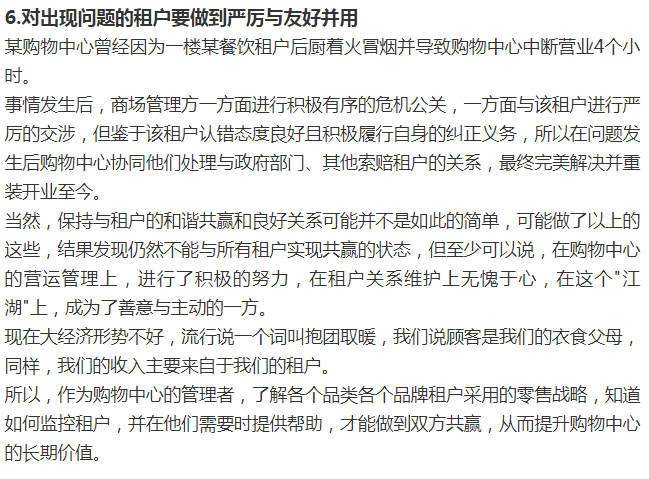 6.对出现问题的租户要做到严厉与友好并用
某购物中心曾经因为一楼某餐饮租户后厨着火冒烟并导致购物中心中断营业4个小
时。
事情发生后，商场管理方一方面进行积极有序的危机公关，一方面与该租户进行严
厉的交涉，但鉴于该租户认错态度良好且积极履行自身的纠正义务，所以在问题发
生后购物中心协同他们处理与政府部门、其他索赔租户的关系，最终完美解决并重
装开业至今。
当然，保持与租户的和谐共赢和良好关系可能并不是如此的简单，可能做了以上的
这些，结果发现仍然不能与所有租户实现共赢的状态，但至少可以说，在购物中心
的营运管理上，进行了积极的努力，在租户关系维护上无愧于心，在这个"江
湖"上，成为了善意与主动的一方。
现在大经济形势不好，流行说一个词叫抱团取暖，我们说顾客是我们的衣食父母，
同样，我们的收入主要来自于我们的租户。
所以，作为购物中心的管理者，了解各个品类各个品牌租户采用的零售战略，知道
如何监控租户，并在他们需要时提供帮助，才能做到双方共赢，从而提升购物中心
的长期价值。